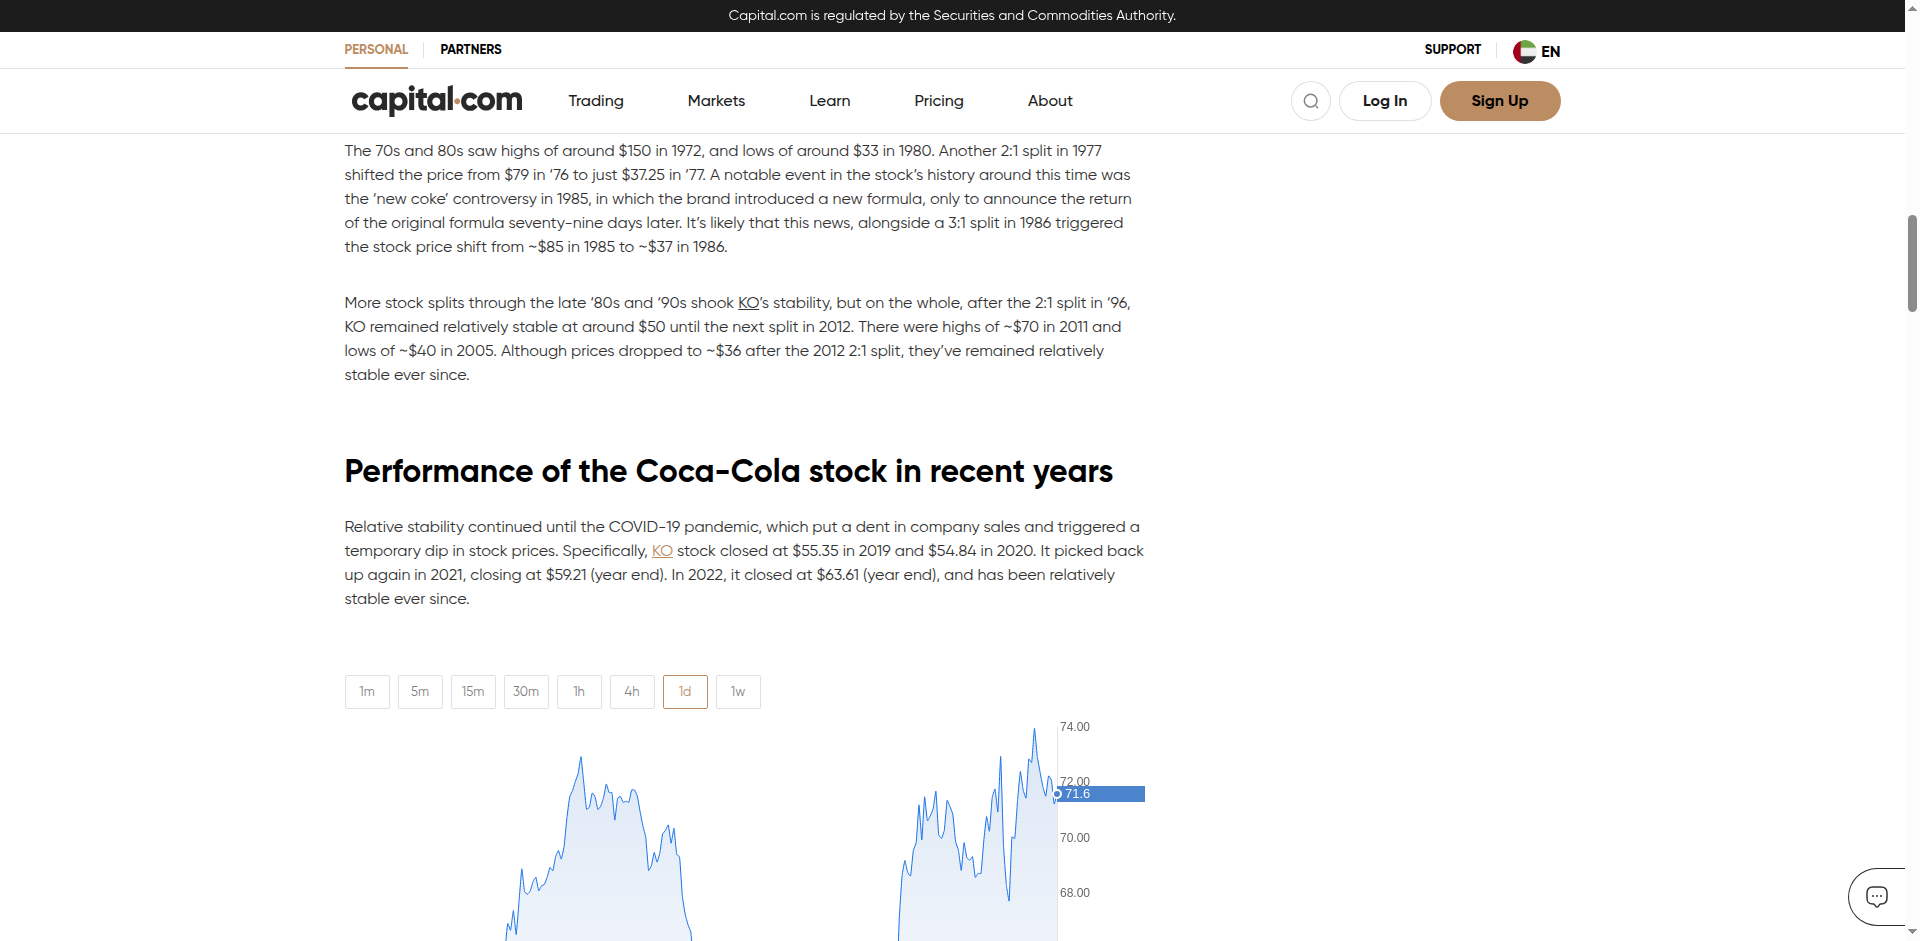 Capital.com is regulated by the Securities and Commodities Authority.
PERSONAL PARTNERS SUPPORT EN
capital.com Trading Markets Learn Pricing About Log In Sign Up
The 70s and 80s saw highs of around $150 in 1972, and lows of around $33 in 1980. Another 2:1 split in 1977
shifted the price from $79 in ‘76 to just $37.25 in ‘77. A notable event in the stock’s history around this time was
the ‘new coke’ controversy in 1985, in which the brand introduced a new formula, only to announce the return
of the original formula seventy-nine days later. It’s likely that this news, alongside a 3:1 split in 1986 triggered
the stock price shift from ~$85 in 1985 to ~$37 in 1986.
More stock splits through the late ‘80s and ‘90s shook KO’s stability, but on the whole, after the 2:1 split in ‘96,
KO remained relatively stable at around $50 until the next split in 2012. There were highs of ~$70 in 2011 and
lows of ~$40 in 2005. Although prices dropped to ~$36 after the 2012 2:1 split, they’ve remained relatively
stable ever since.
Performance of the Coca-Cola stock in recent years
Relative stability continued until the COVID-19 pandemic, which put a dent in company sales and triggered a
temporary dip in stock prices. Specifically, KO stock closed at $55.35 in 2019 and $54.84 in 2020. It picked back
up again in 2021, closing at $59.21 (year end). In 2022, it closed at $63.61 (year end), and has been relatively
stable ever since.
1m 5m 15m 30m 1h 4h 1d 1w
74.00
72.00
71.6
70.00
68.00